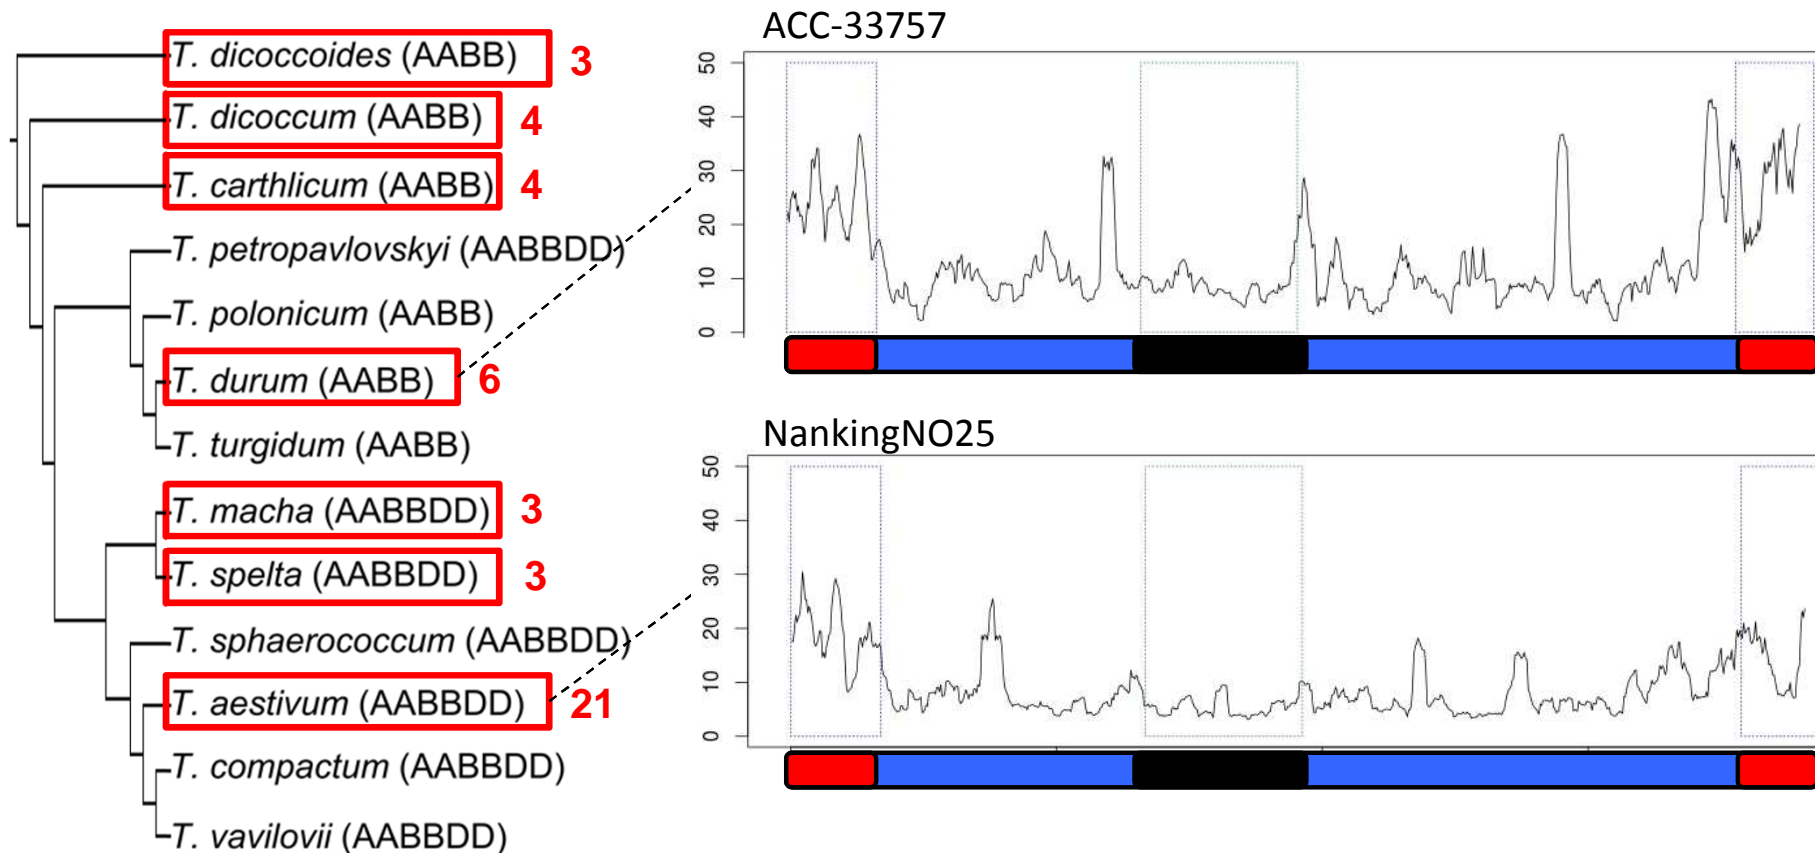 T. dicoccoides (AABB) 3
T. dicoccum (AABB) 4
T. carthlicum (AABB) 4
T. petropavlovskyi (AABBDD)
T. polonicum (AABB)
T. durum (AABB) 6
T. turgidum (AABB)
T. macha (AABBDD) 3
T. spelta (AABBDD) 3
T. sphaerococcum (AABBDD)
T. aestivum (AABBDD) 21
T. compactum (AABBDD)
T. vavilovii (AABBDD)
ACC-33757
50
40
30
20
10
0
NankingNO25
50
40
30
20
10
0